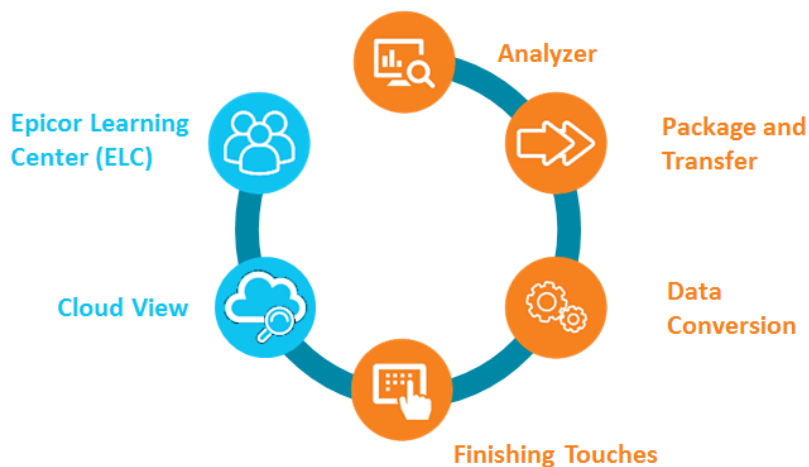 Analyzer
Package and
Transfer
Data
Conversion
Finishing Touches
Cloud View
Epicor Learning
Center (ELC)